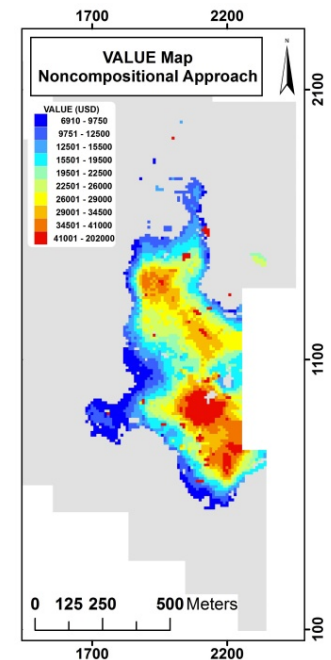 1700 2200
N
VALUE Map
Noncompositional Approach
2100
VALUE (USD)
6910 - 9750
9751 - 12500
12501 - 15500
15501 - 19500
19501 - 22500
22501 - 26000
26001 - 29000
29001 - 34500
34501 - 41000
41001 - 202000
1100
0 125 250 500 Meters
100
1700 2200